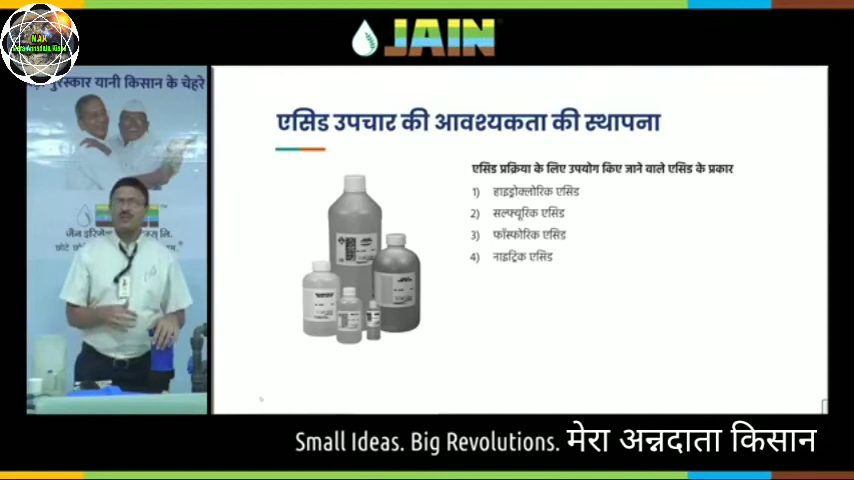 JAIN
N.A.K
पुरस्कार यानी किसान के चेहरे
एसिड उपचार की आवश्यकता की स्थापना
एसिड प्रक्रिया के लिए उपयोग किए जाने वाले एसिड के प्रकार
1) हाइड्रोक्लोरिक एसिड
2) सल्फ्यूरिक एसिड
3) फॉस्फोरिक एसिड
4) नाइट्रिक एसिड
जैन लि.
छोटे
Small Ideas. Big Revolutions. मेरा अन्नदाता किसान